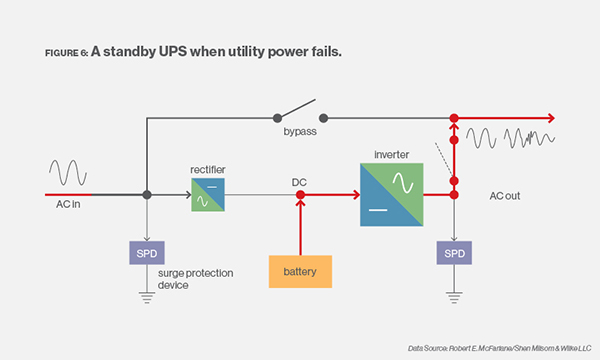 FIGURE 6: A standby UPS when utility power fails.
bypass
rectifier
inverter
DC
AC in
AC out
SPD
SPD
surge protection
device
battery
Data Source: Robert E. McFarlane/Shen Milsom & Wilke LLC